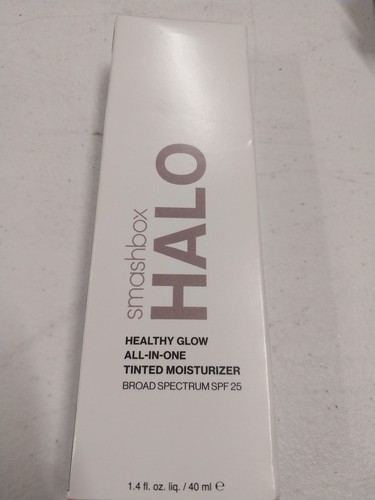 smashbox
HALO
HEALTHY GLOW
ALL-IN-ONE
TINTED MOISTURIZER
BROAD SPECTRUM SPF 25
1.4 fl. oz. liq. / 40 ml ℮